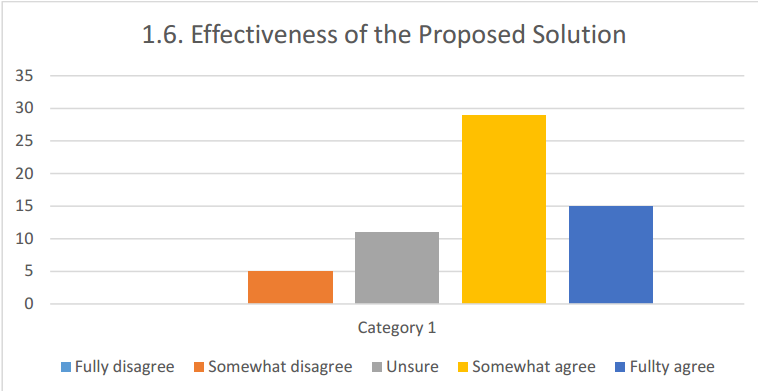 1.6. Effectiveness of the Proposed Solution
35
30
25
20
15
10
5
0
Category 1
Fully disagree Somewhat disagree Unsure Somewhat agree Fullty agree